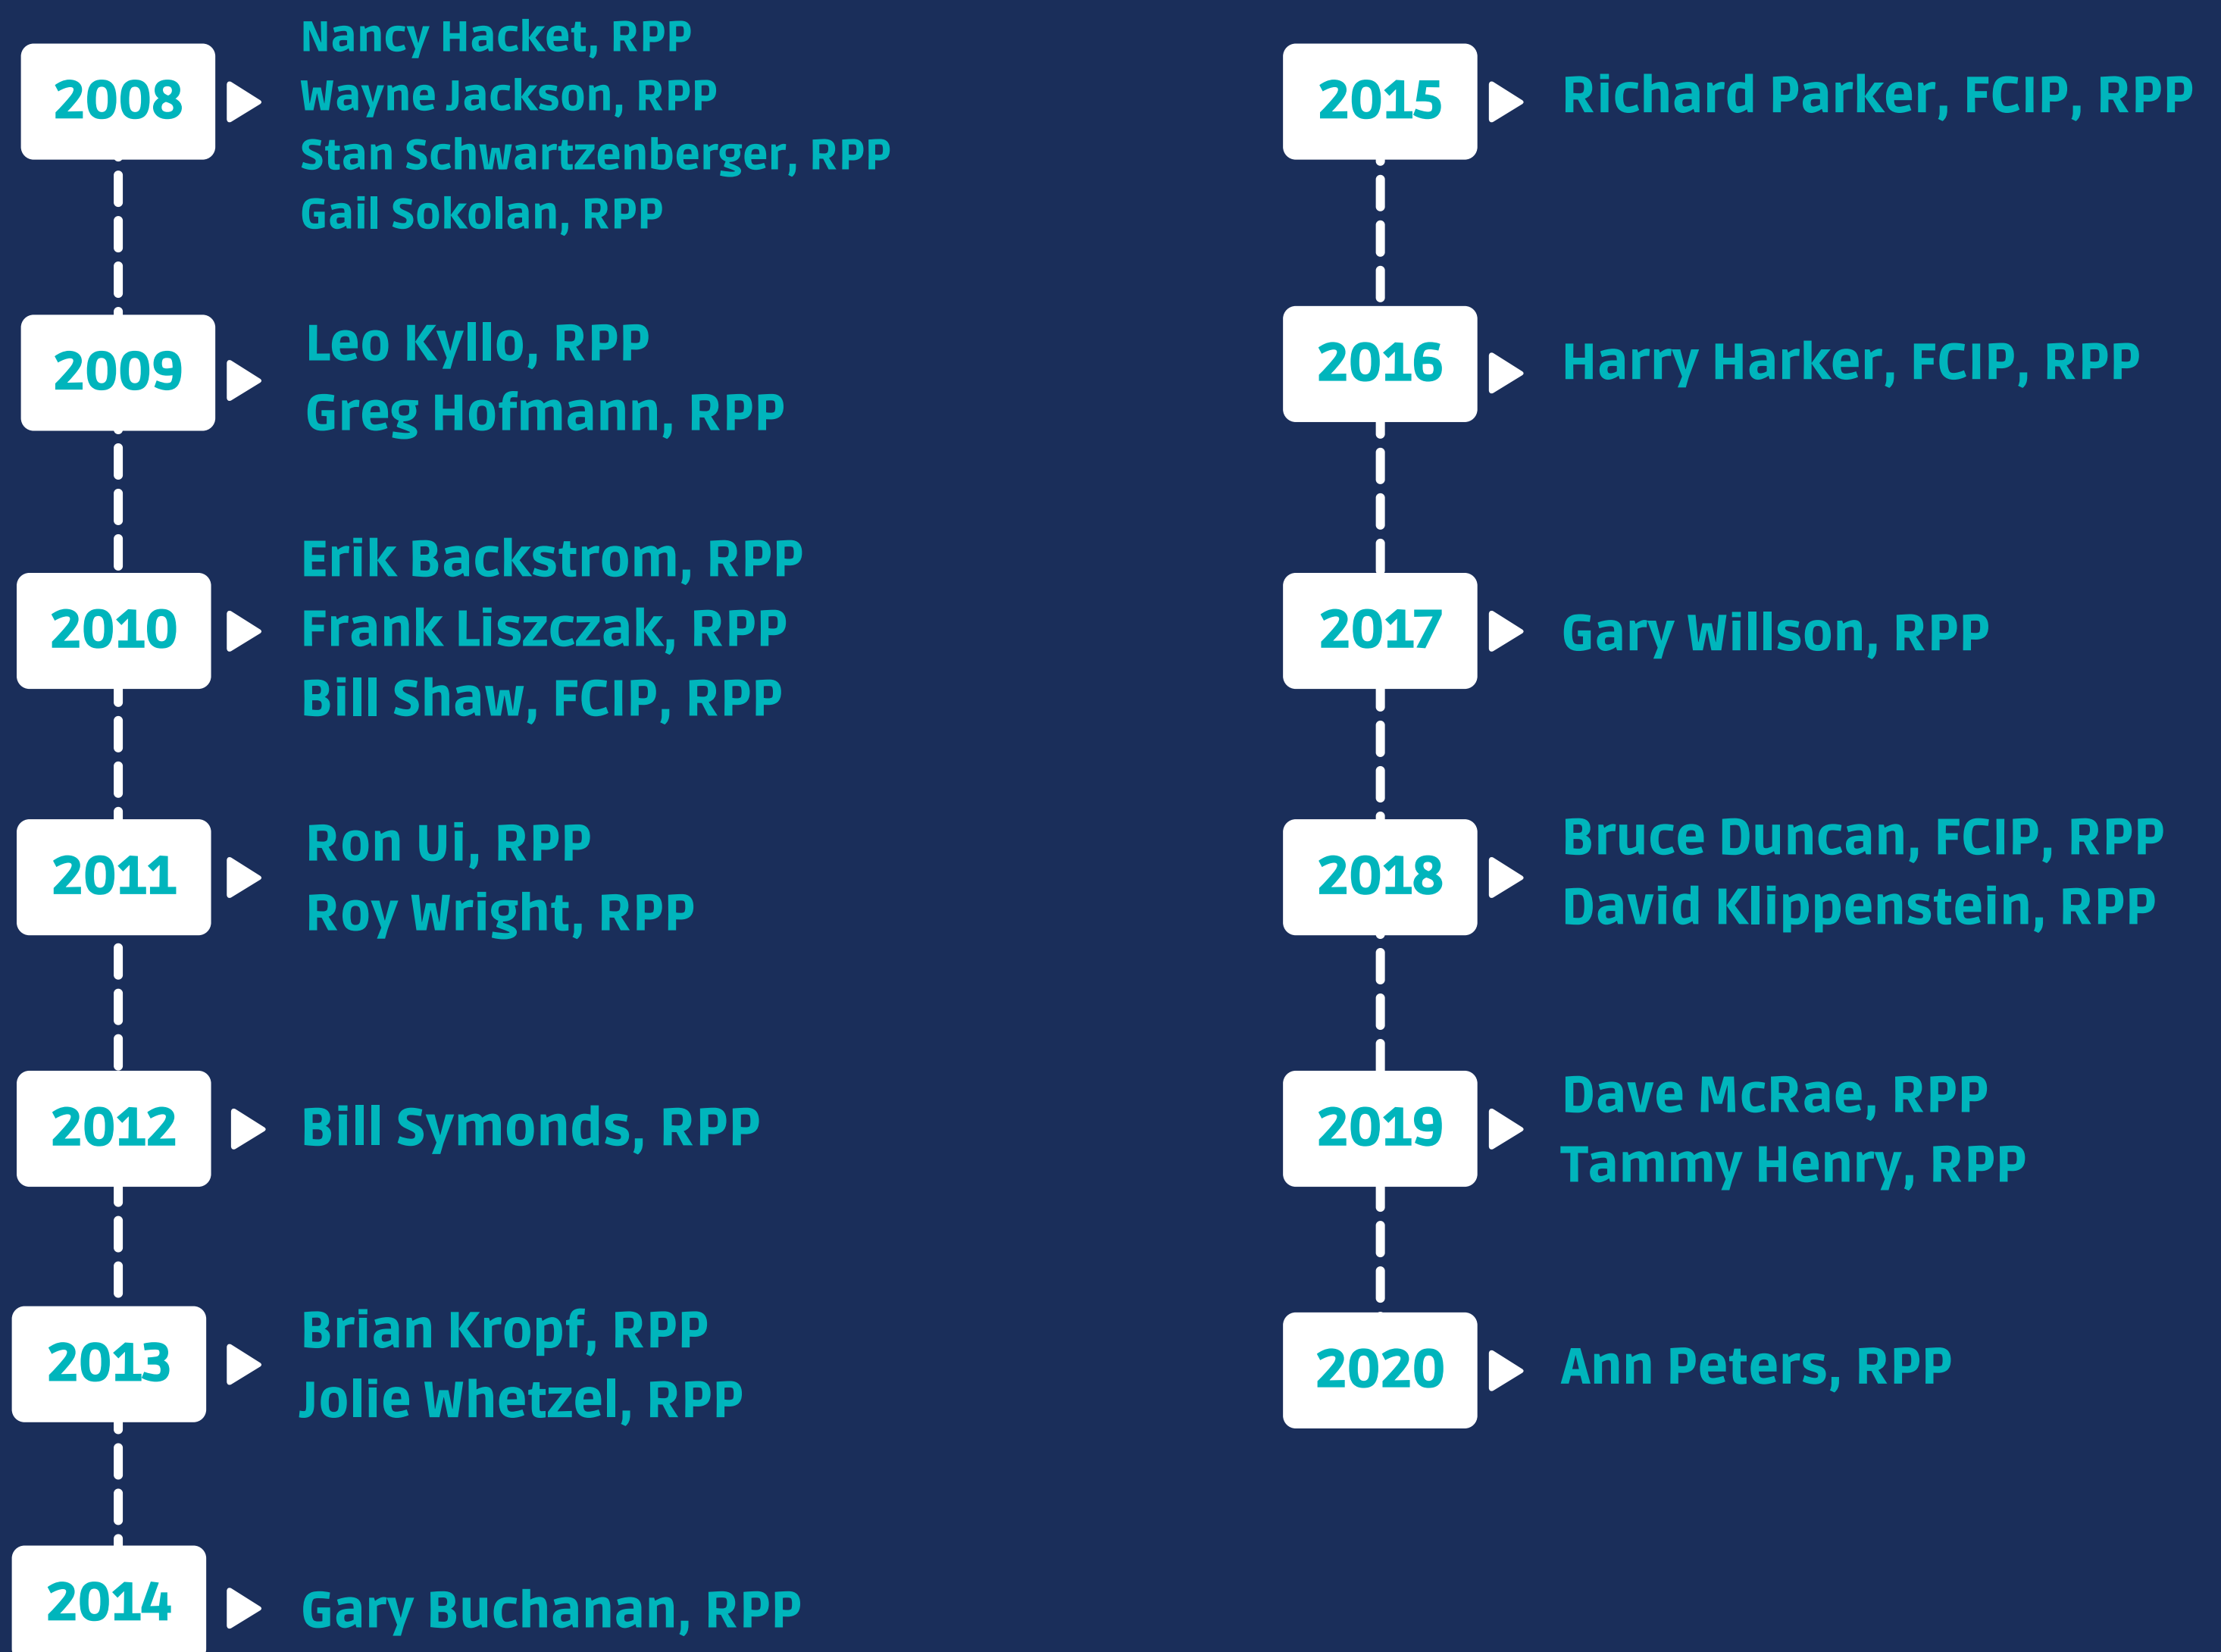 2008
Nancy Hacket, RPP
Wayne Jackson, RPP
Stan Schwartzenberger, RPP
Gail Sokolan, RPP
2009
Leo Kyllo, RPP
Greg Hofmann, RPP
2010
Erik Backstrom, RPP
Frank Liszczak, RPP
Bill Shaw, FCIP, RPP
2011
Ron Ui, RPP
Roy Wright, RPP
2012
Bill Symonds, RPP
2013
Brian Kropf, RPP
Jolie Whetzel, RPP
2014
Gary Buchanan, RPP
2015
Richard Parker, FCIP, RPP
2016
Harry Harker, FCIP, RPP
2017
Gary Willson, RPP
2018
Bruce Duncan, FCIP, RPP
David Klippenstein, RPP
2019
Dave McRae, RPP
Tammy Henry, RPP
2020
An Peters, RPP